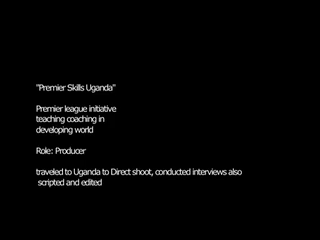 "Premier Skills Uganda"
Premier league initiative
teaching coaching in
developing world
Role: Producer
traveled to Uganda to Direct shoot, conducted interviews also
scripted and edited